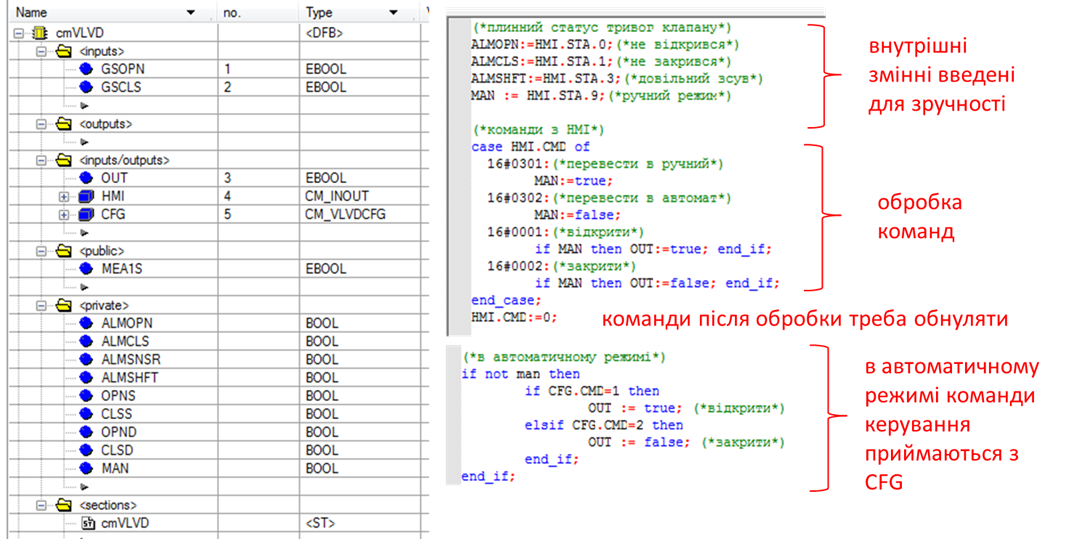 Name no. Type
cmVLVD <DFB>
<inputs>
GSOPN 1 EBOOL
GSCLS 2 EBOOL
<outputs>
<inputs/outputs>
OUT 3 EBOOL
HMI 4 CM_INOUT
CFG 5 CM_VLVDCFG
<public>
MEA1S EBOOL
<private>
ALMOPN BOOL
ALMCLS BOOL
ALMSNSR BOOL
ALMSHFT BOOL
OPNS BOOL
CLSS BOOL
OPND BOOL
CLSD BOOL
MAN BOOL
<sections>
cmVLVD <ST>
(*плинний статус тривог клапану*)
ALMOPN:=HMI.STA.0;(*не відкрився*)
ALMCLS:=HMI.STA.1;(*не закрився*)
ALMSHFT:=HMI.STA.3;(*довільний зсув*)
MAN := HMI.STA.9;(*ручний режим*)
(*команди з HMI*)
case HMI.CMD of
16#0301:(*перевести в ручний*)
MAN:=true;
16#0302:(*перевести в автомат*)
MAN:=false;
16#0001:(*відкрити*)
if MAN then OUT:=true; end_if;
16#0002:(*закрити*)
if MAN then OUT:=false; end_if;
end_case;
HMI.CMD:=0;
внутрішні
змінні введені
для зручності
обробка
команд
команди після обробки треба обнуляти
(*в автоматичному режимі*)
if not man then
if CFG.CMD=1 then
OUT := true; (*відкрити*)
elsif CFG.CMD=2 then
OUT := false; (*закрити*)
end_if;
end_if;
в автоматичному
режимі команди
керування
приймаються з
CFG